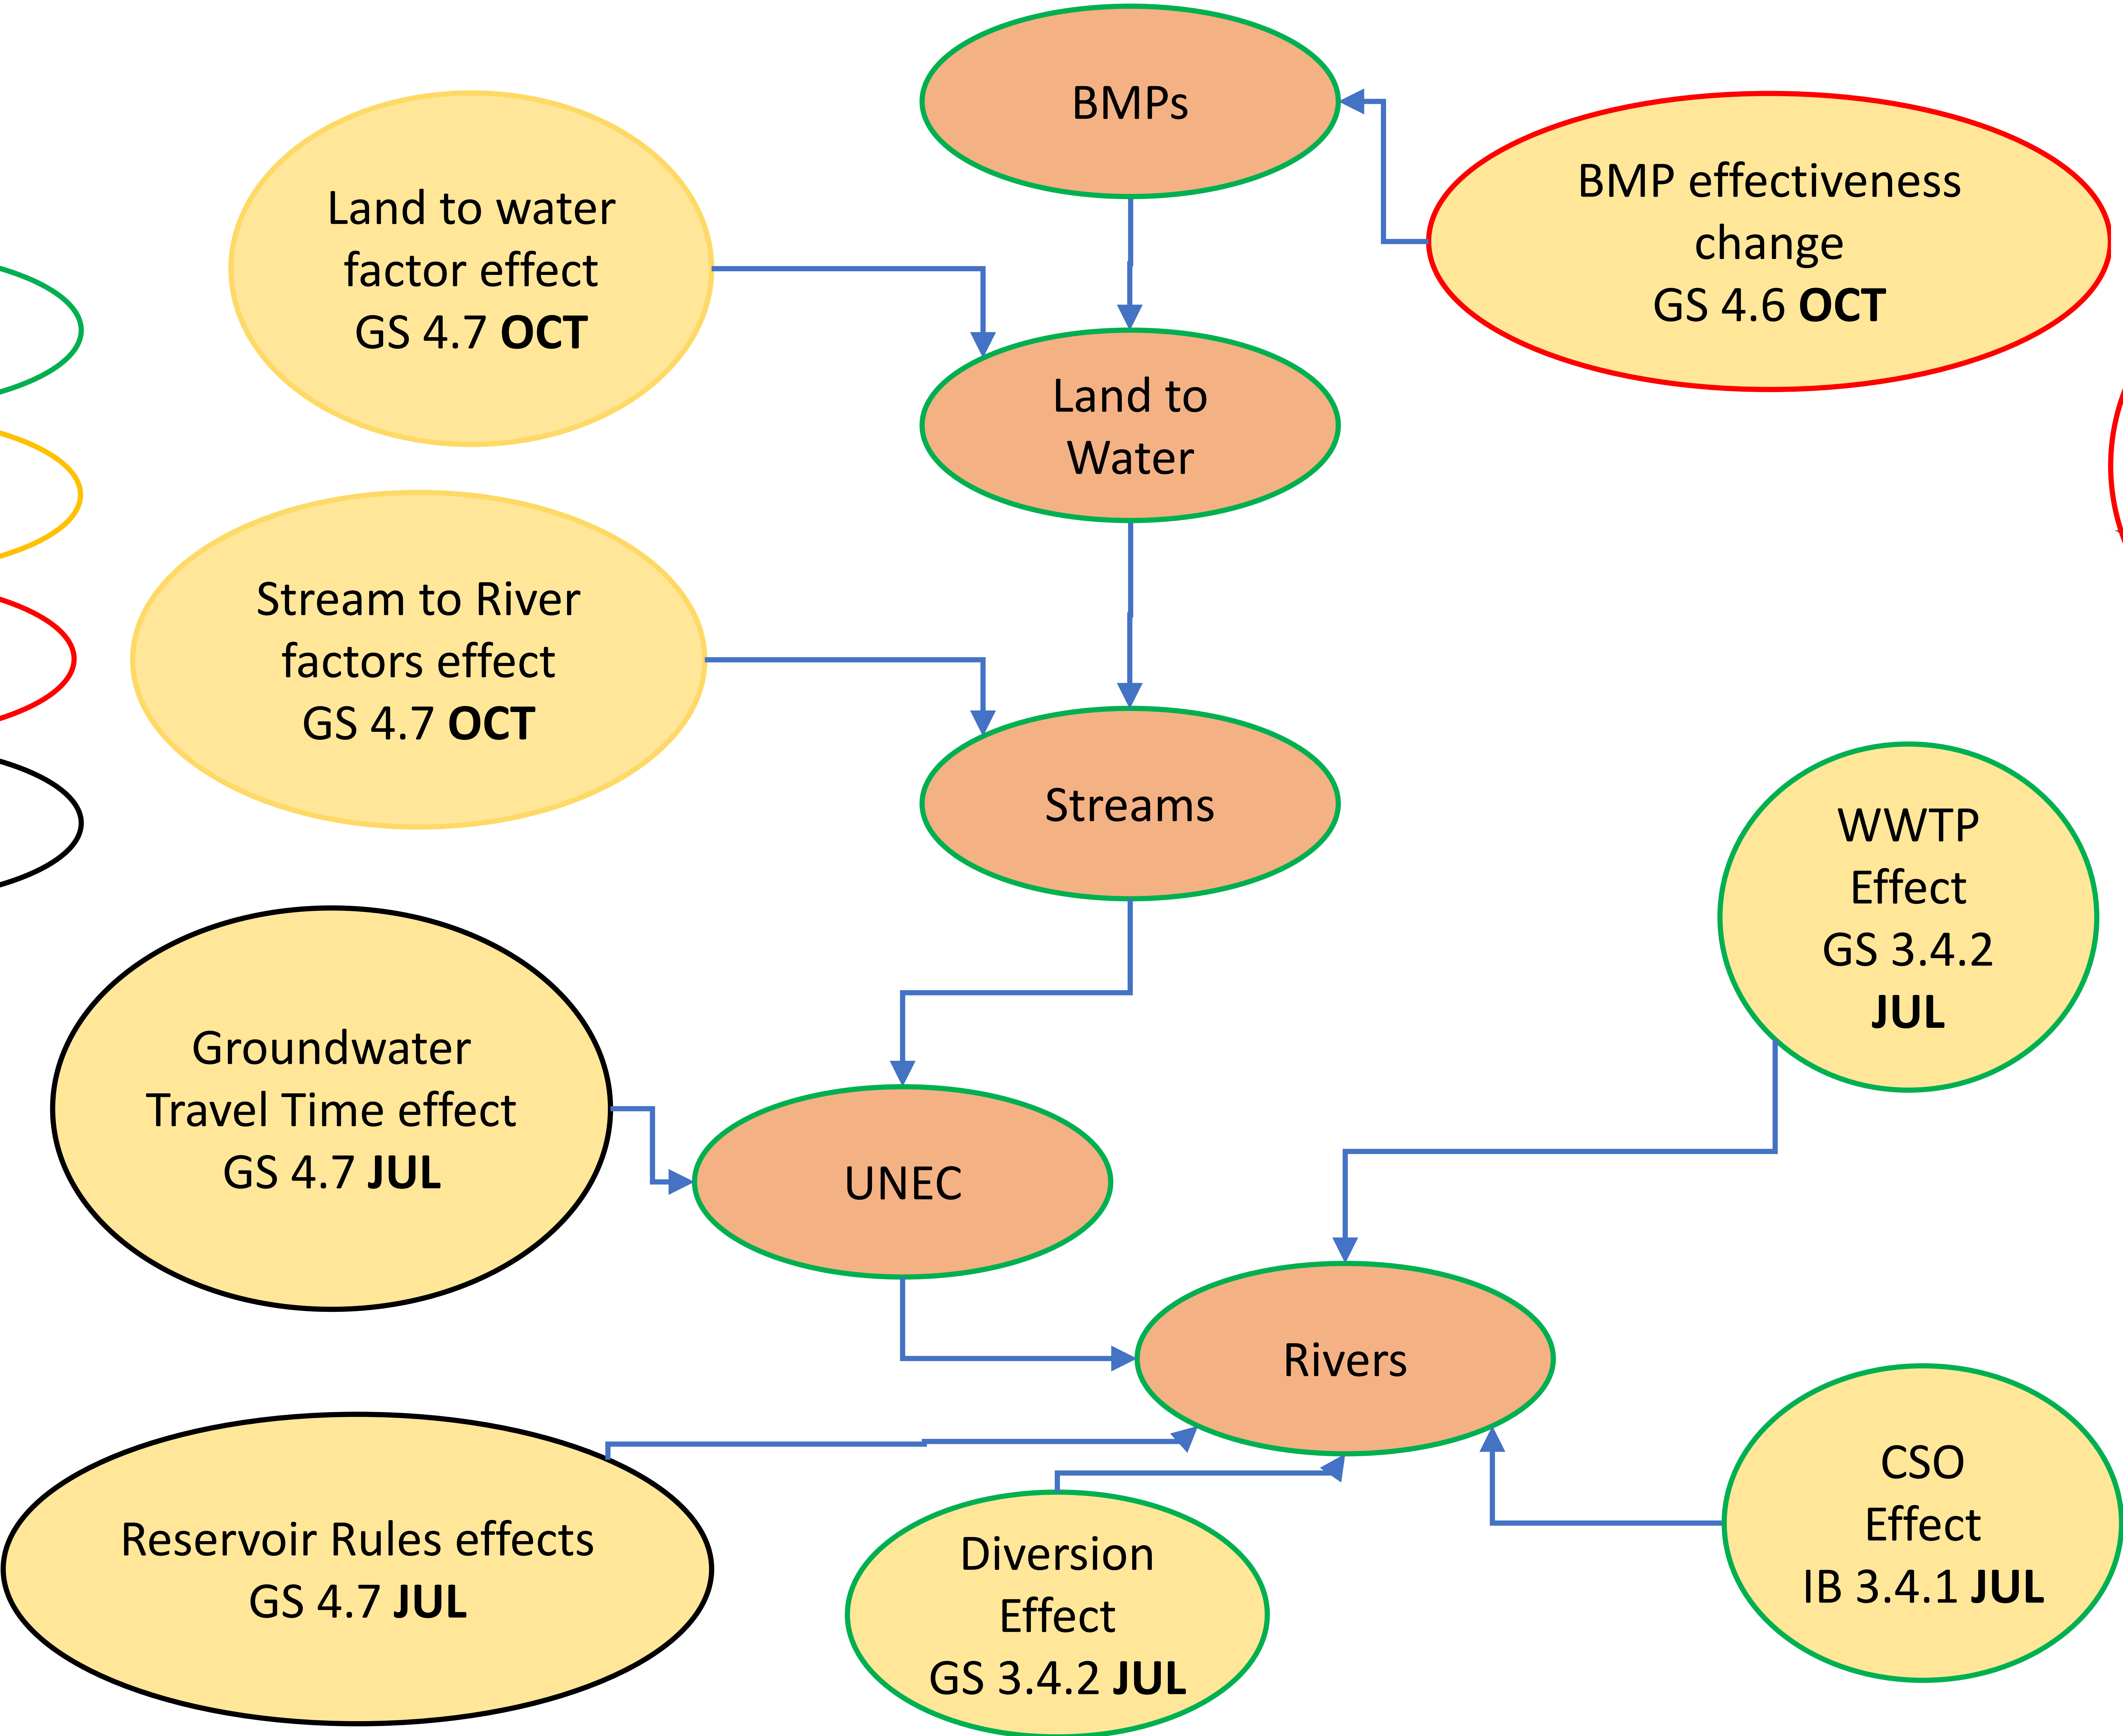 BMPs
BMP effectiveness
change
GS 4.6 OCT
Land to water
factor effect
GS 4.7 OCT
Land to
Water
Stream to River
factors effect
GS 4.7 OCT
Streams
WWTP
Effect
GS 3.4.2
JUL
Groundwater
Travel Time effect
GS 4.7 JUL
UNEC
Rivers
Reservoir Rules effects
GS 4.7 JUL
Diversion
Effect
GS 3.4.2 JUL
CSO
Effect
IB 3.4.1 JUL